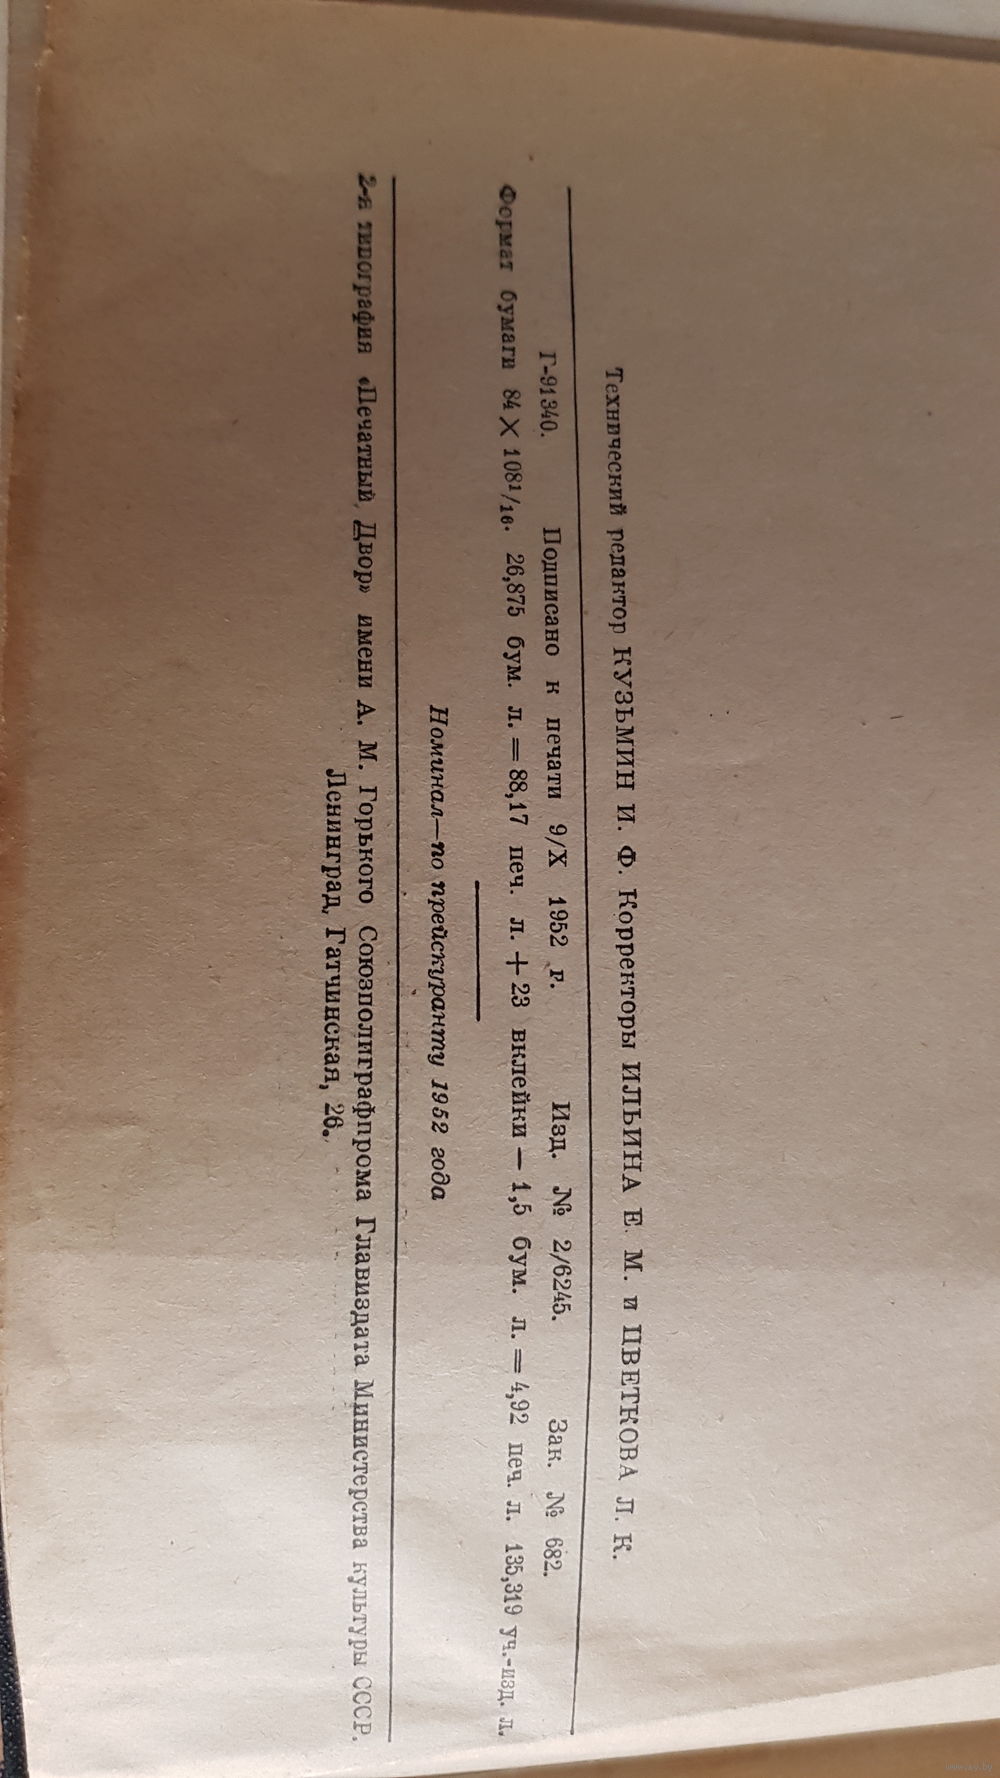 Технический редактор КУЗЬМИН И. Ф. Корректоры ИЛЬИНА Е. М. и ЦВЕТКОВА Л. К.
Г-91340. Подписано к печати 9/X 1952 г. Изд. № 2/6245. Зак. № 682.
Формат бумаги 84 × 108¹/₁₆. 26,875 бум. л. = 88,17 печ. л. + 23 вклейки — 1,5 бум. л. = 4,92 печ. л. 135,319 уч.-изд. л.
Номинал—по прейскуранту 1952 года
2-я типография «Печатный Двор» имени А. М. Горького Союзполиграфпрома Главиздата Министерства культуры СССР.
Ленинград, Гатчинская, 26.
www.ay.by